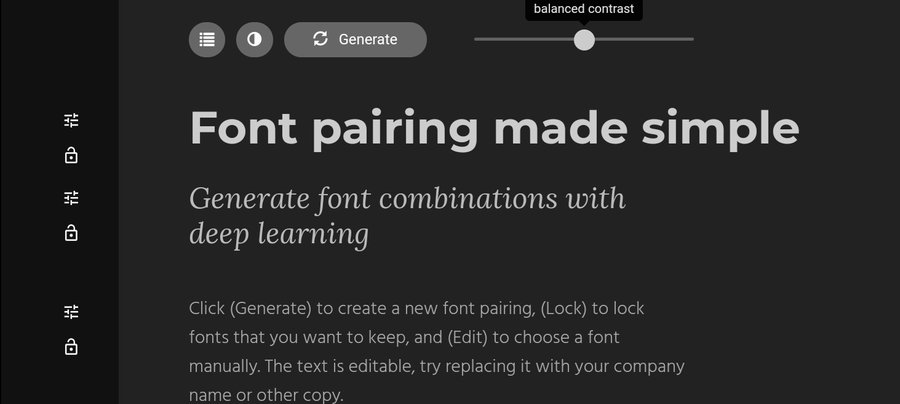 balanced contrast
Generate
Font pairing made simple
Generate font combinations with
deep learning
Click (Generate) to create a new font pairing, (Lock) to lock
fonts that you want to keep, and (Edit) to choose a font
manually. The text is editable, try replacing it with your company
name or other copy.